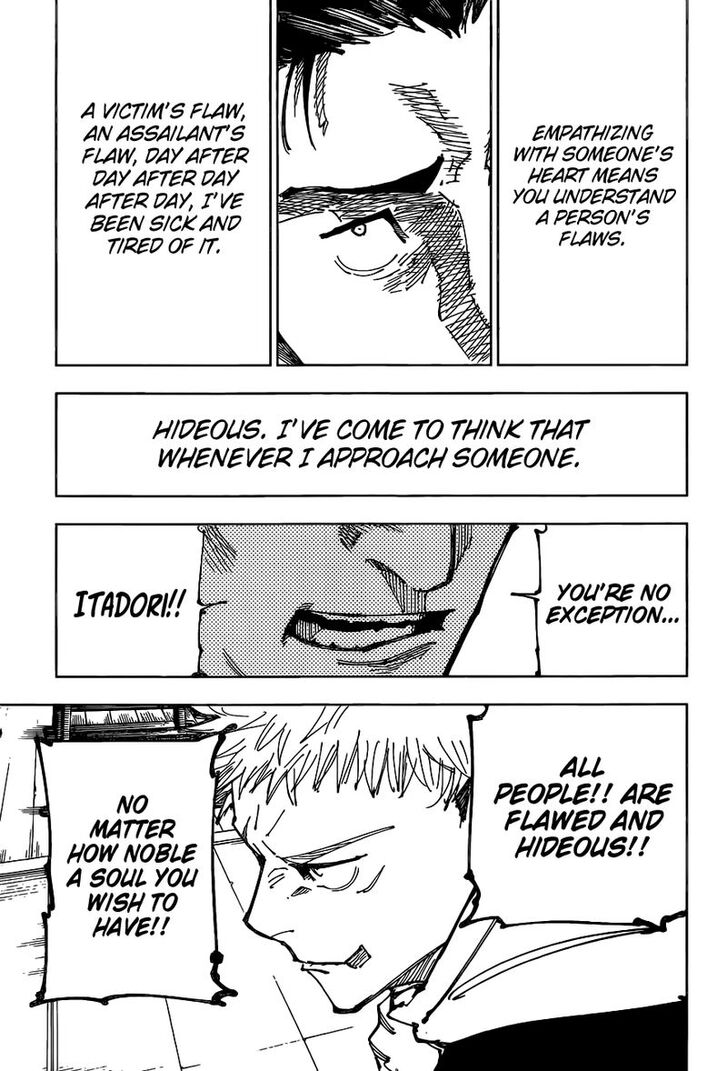 EMPATHIZING
WITH SOMEONE'S
HEART MEANS
YOU UNDERSTAND
A PERSON'S
FLAWS.
A VICTIM'S FLAW,
AN ASSAILANT'S
FLAW, DAY AFTER
DAY AFTER DAY
AFTER DAY, I'VE
BEEN SICK AND
TIRED OF IT.
HIDEOUS. I'VE COME TO THINK THAT
WHENEVER I APPROACH SOMEONE.
YOU'RE NO
EXCEPTION...
ITADORI!!
ALL
PEOPLE!! ARE
FLAWED AND
HIDEOUS!!
NO
MATTER
HOW NOBLE
A SOUL YOU
WISH TO
HAVE!!